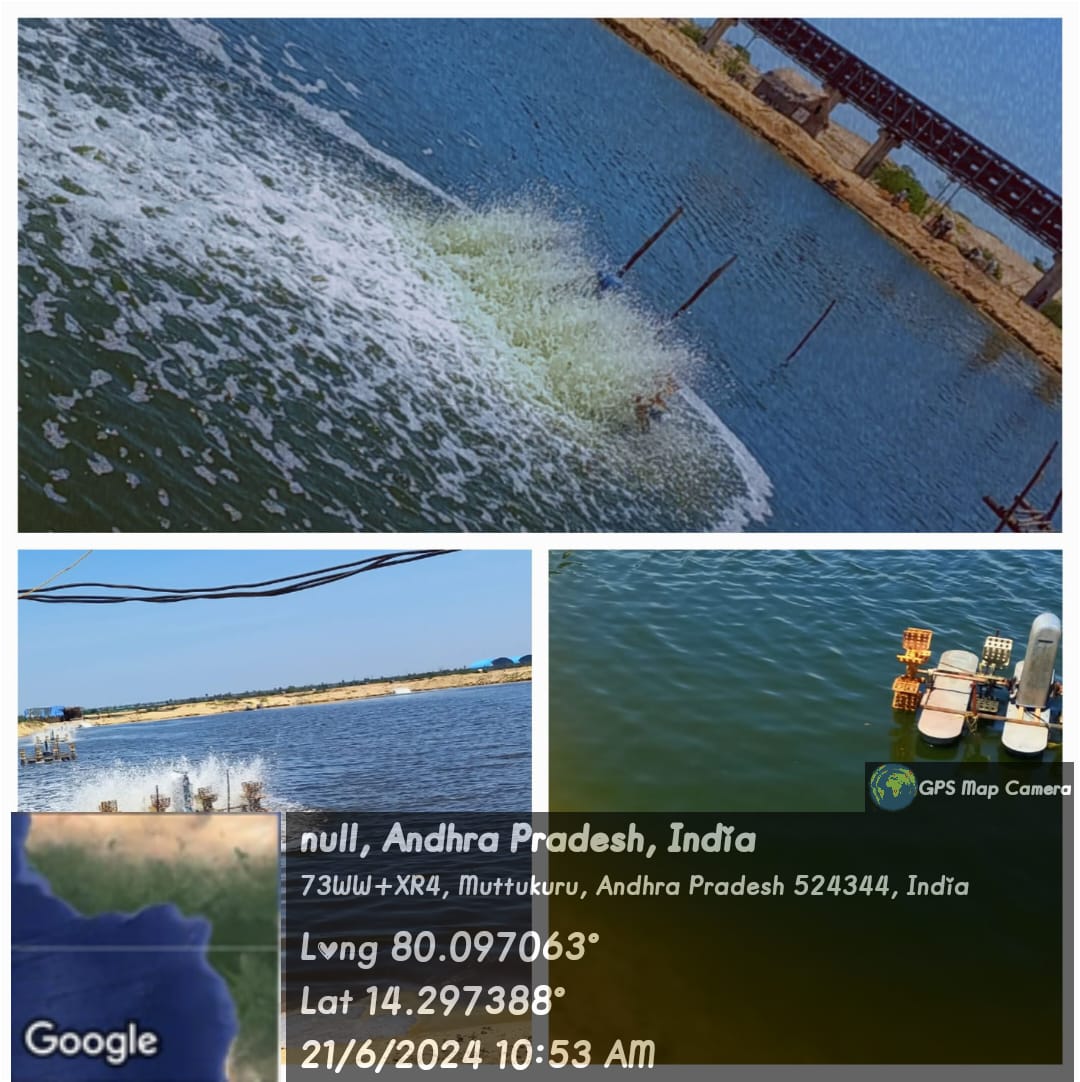 GPS Map Camera
null, Andhra Pradesh, India
73WW+XR4, Muttukuru, Andhra Pradesh 524344, India
L♥ng 80.097063°
Lat 14.297388°
21/6/2024 10:53 AM
Google